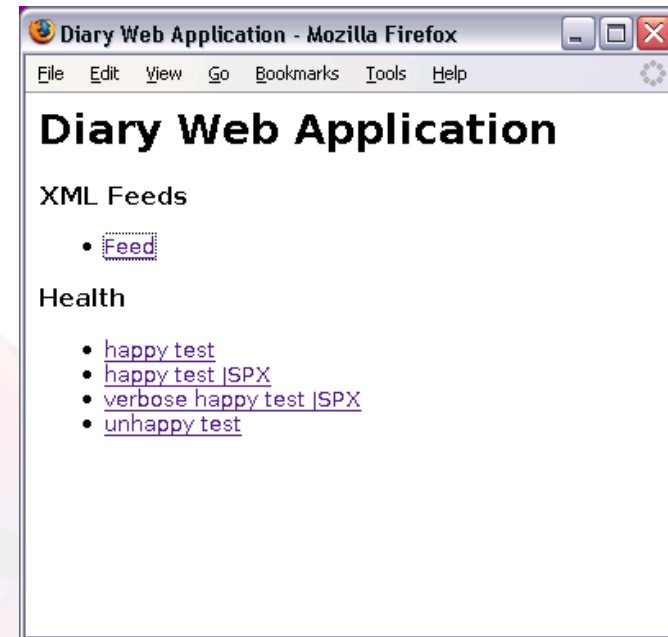 Diary Web Application - Mozilla Firefox
File Edit View Go Bookmarks Tools Help
Diary Web Application
XML Feeds
• Feed
Health
• happy test
• happy test JSPX
• verbose happy test JSPX
• unhappy test